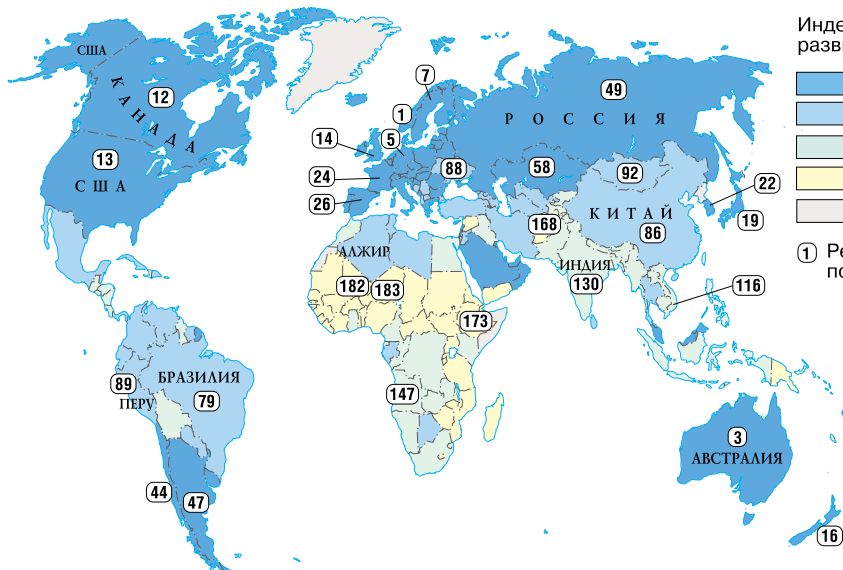 Инде
разви
США
КАНАДА
12
13
США
7
1
14
5
24
26
49
РОССИЯ
88
58
92
22
19
КИТАЙ
86
168
ИНДИЯ
130
116
АЛЖИР
182
183
173
147
БРАЗИЛИЯ
79
89
ПЕРУ
44
47
3
АВСТРАЛИЯ
16
1 Ре
по